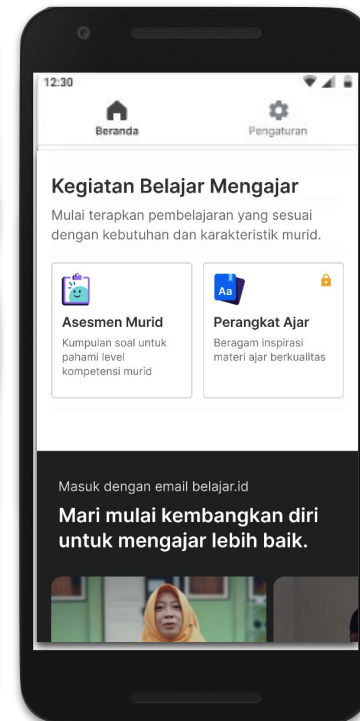 12:30
Beranda
Pengaturan
Kegiatan Belajar Mengajar
Mulai terapkan pembelajaran yang sesuai
dengan kebutuhan dan karakteristik murid.
Asesmen Murid
Kumpulan soal untuk
pahami level
kompetensi murid
Aa
Perangkat Ajar
Beragam inspirasi
materi ajar berkualitas
Masuk dengan email belajar.id
Mari mulai kembangkan diri
untuk mengajar lebih baik.